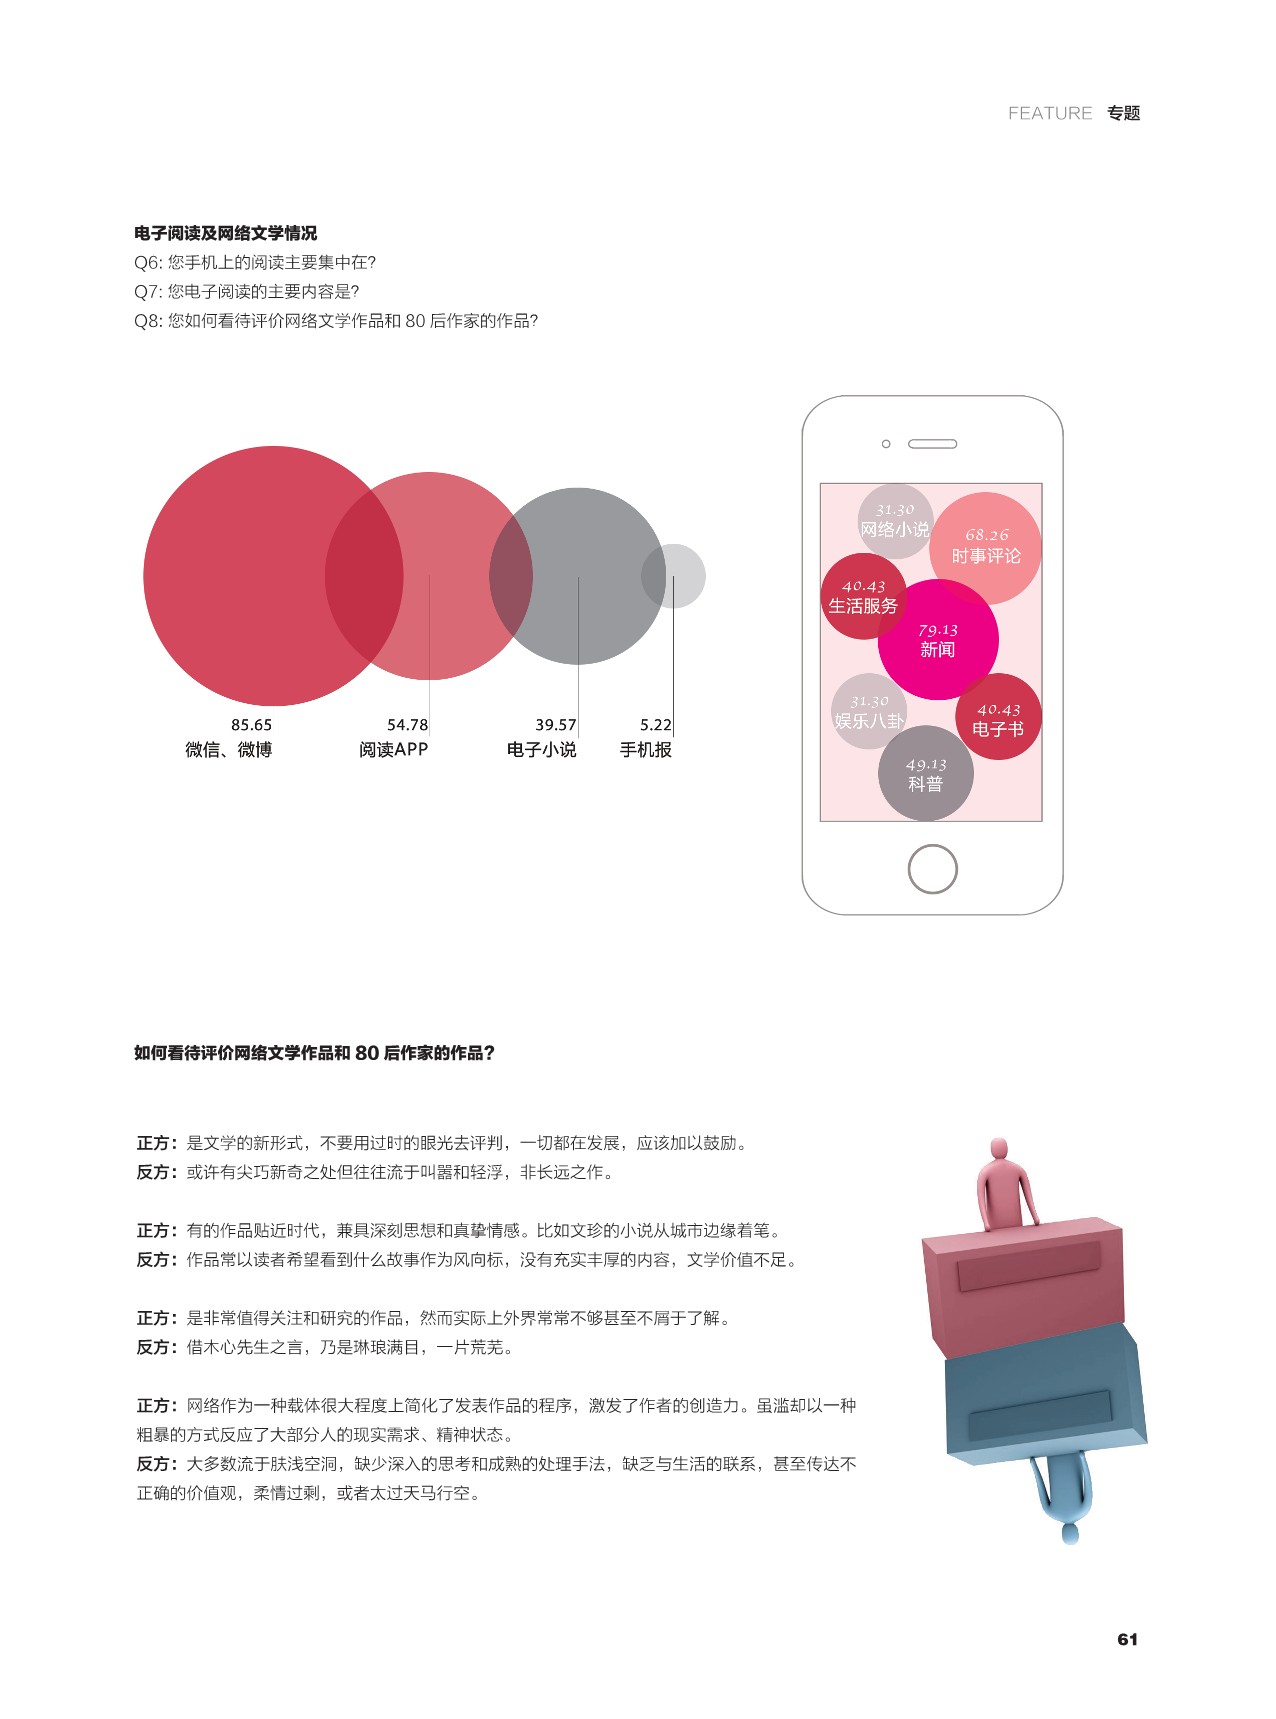 FEATURE 专题
电子阅读及网络文学情况
Q6: 您手机上的阅读主要集中在?
Q7: 您电子阅读的主要内容是?
Q8: 您如何看待评价网络文学作品和 80 后作家的作品?
85.65
微信、微博
54.78
阅读APP
39.57
电子小说
5.22
手机报
31.30
网络小说
68.26
时事评论
40.43
生活服务
79.13
新闻
31.30
娱乐八卦
40.43
电子书
49.13
科普
如何看待评价网络文学作品和 80 后作家的作品?
正方：是文学的新形式，不要用过时的眼光去评判，一切都在发展，应该加以鼓励。
反方：或许有尖巧新奇之处但往往流于叫嚣和轻浮，非长远之作。
正方：有的作品贴近时代，兼具深刻思想和真挚情感。比如文珍的小说从城市边缘着笔。
反方：作品常以读者希望看到什么故事作为风向标，没有充实丰厚的内容，文学价值不足。
正方：是非常值得关注和研究的作品，然而实际上外界常常不够甚至不屑于了解。
反方：借木心先生之言，乃是琳琅满目，一片荒芜。
正方：网络作为一种载体很大程度上简化了发表作品的程序，激发了作者的创造力。虽滥却以一种
粗暴的方式反应了大部分人的现实需求、精神状态。
反方：大多数流于肤浅空洞，缺少深入的思考和成熟的处理手法，缺乏与生活的联系，甚至传达不
正确的价值观，柔情过剩，或者太过天马行空。
61